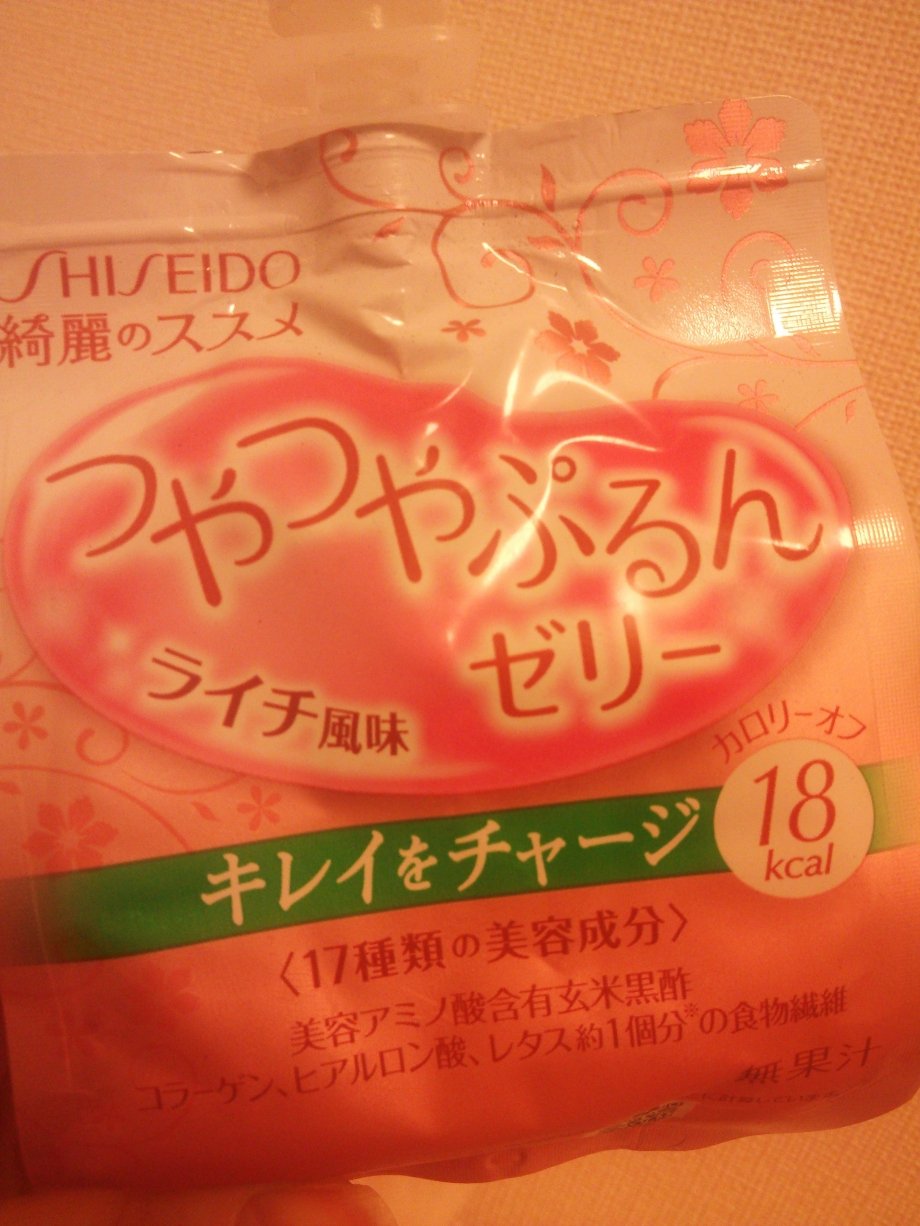 SHISEIDO
綺麗のススメ
つやつやぷるん
ゼリー
ライチ風味
カロリーオフ
18
kcal
キレイをチャージ
〈17種類の美容成分〉
美容アミノ酸含有玄米黒酢
コラーゲン、ヒアルロン酸、レタス約1個分※の食物繊維
無果汁